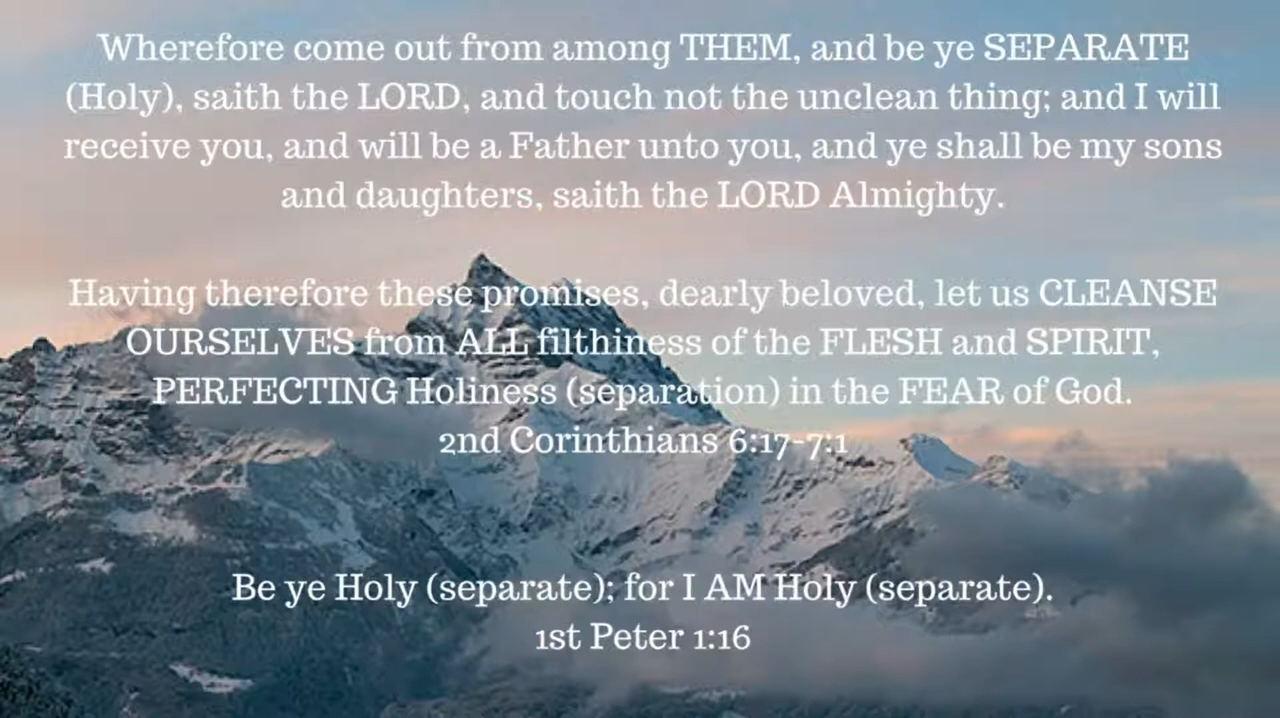 Wherefore come out from among THEM, and be ye SEPARATE
(Holy), saith the LORD, and touch not the unclean thing; and I will
receive you, and will be a Father unto you, and ye shall be my sons
and daughters, saith the LORD Almighty.
Having therefore these promises, dearly beloved, let us CLEANSE
OURSELVES from ALL filthiness of the FLESH and SPIRIT,
PERFECTING Holiness (separation) in the FEAR of God.
2nd Corinthians 6:17-7:1
Be ye Holy (separate); for I AM Holy (separate).
1st Peter 1:16